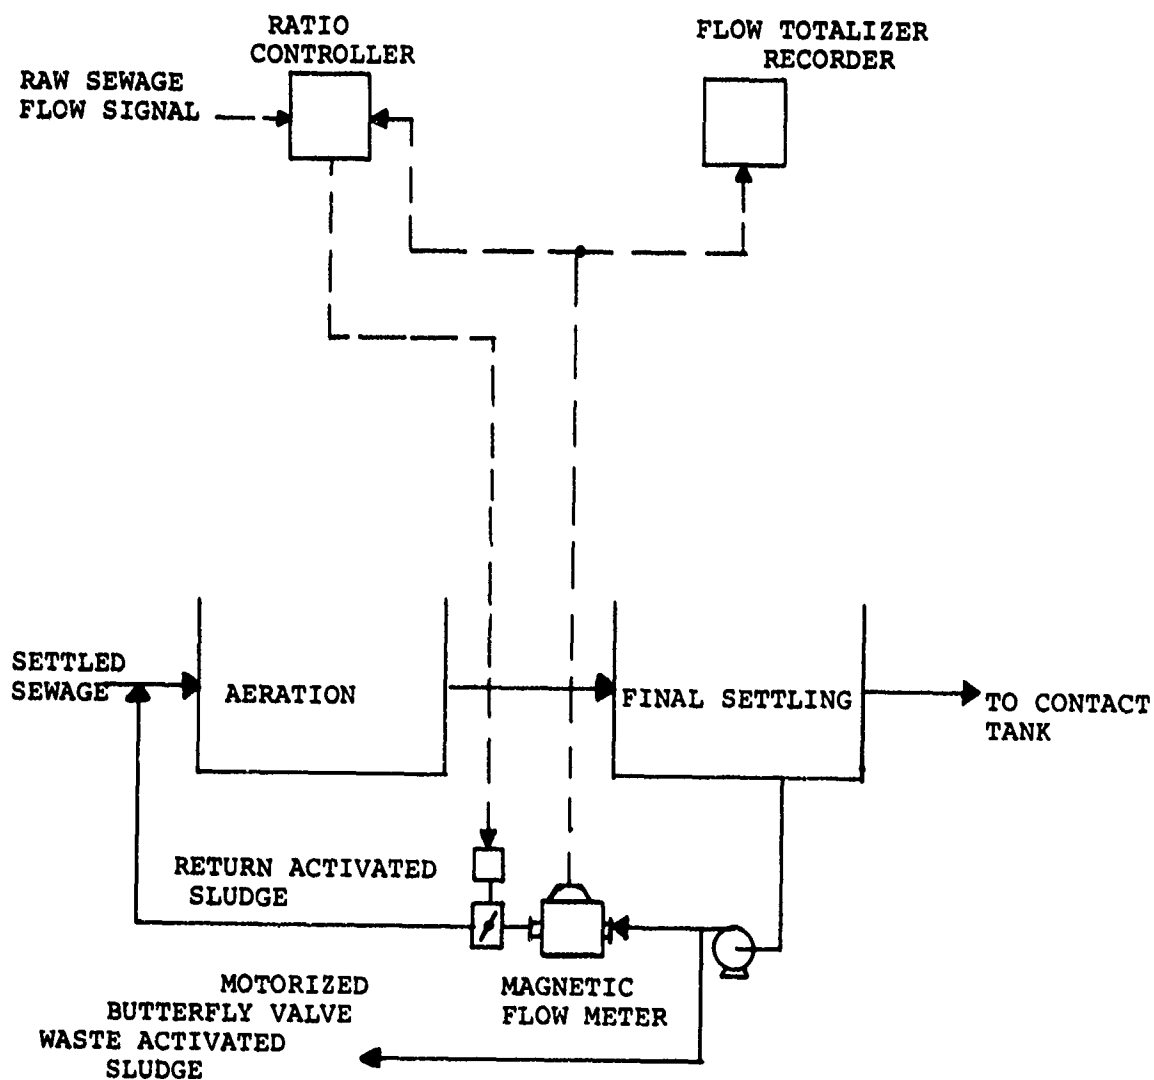 RATIO
CONTROLLER
FLOW TOTALIZER
RECORDER
RAW SEWAGE
FLOW SIGNAL
SETTLED
SEWAGE
AERATION
FINAL SETTLING
TO CONTACT
TANK
RETURN ACTIVATED
SLUDGE
MOTORIZED
BUTTERFLY VALVE
MAGNETIC
FLOW METER
WASTE ACTIVATED
SLUDGE